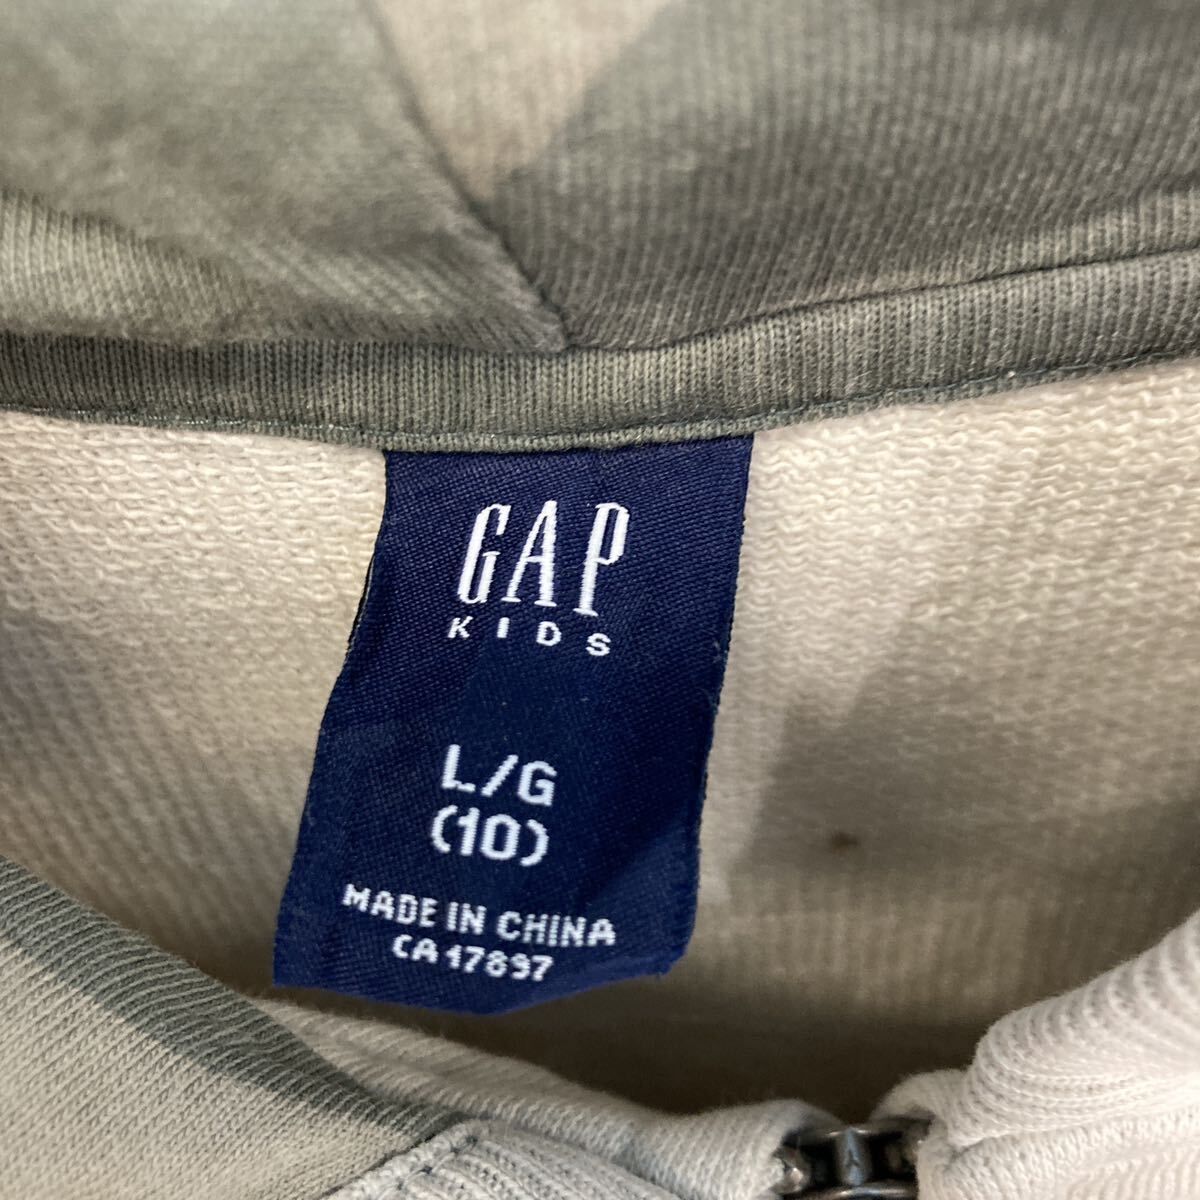 GAP
KIDS
L/G
(10)
MADE IN CHINA
CA 17897